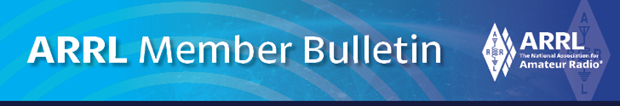 ARRL Member Bulletin
ARRL
The National Association for
Amateur Radio®